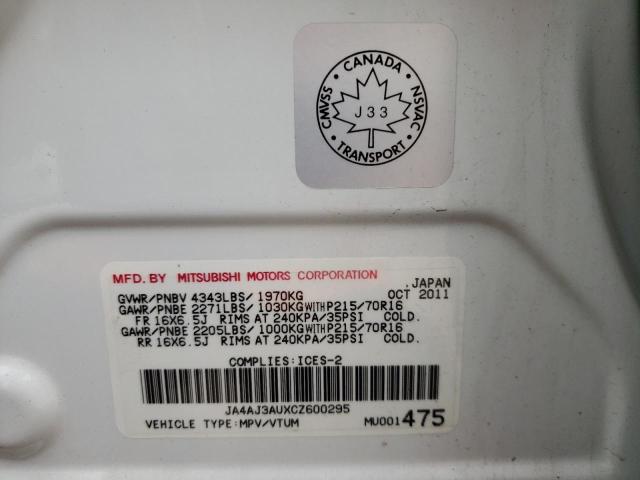 CANADA
CMVSS
NSVAC
J33
TRANSPORT
MFD. BY MITSUBISHI MOTORS CORPORATION
, JAPAN
GVWR/PNBV 4343LBS/1970KG OCT 2011
GAWR/PNBE 2271LBS/1030KG WITH P215/70R16
FR 16X6.5J RIMS AT 240KPA/35PSI COLD.
GAWR/PNBE 2205LBS/1000KG WITH P215/70R16
RR 16X6.5J RIMS AT 240KPA/35PSI COLD.
COMPLIES:ICES-2
JA4AJ3AUXCZ600295
VEHICLE TYPE:MPV/VTUM MU001475